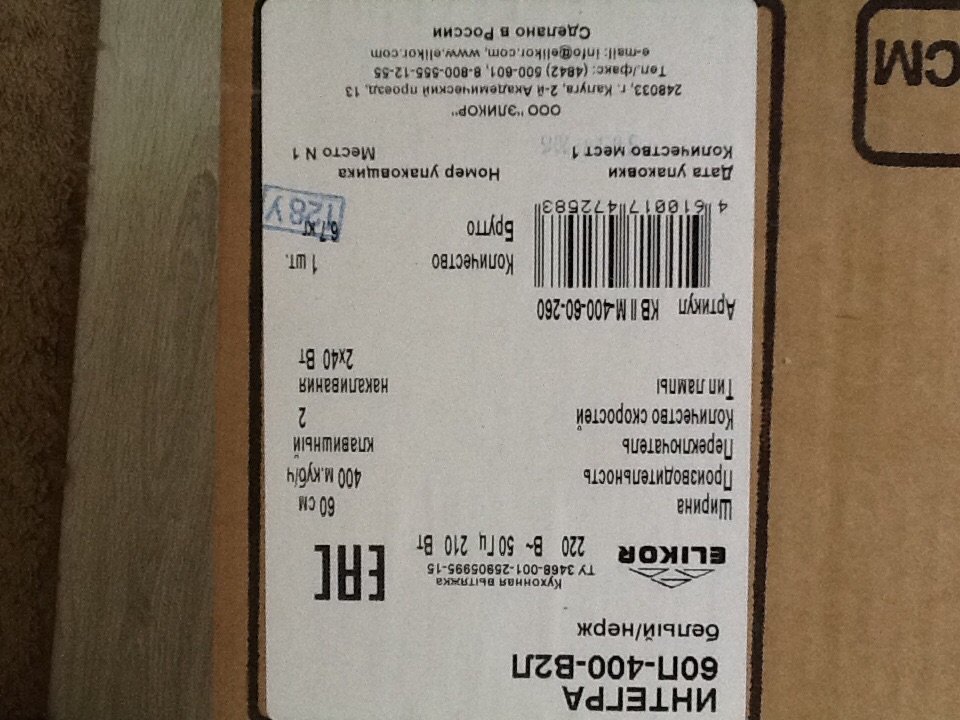 ИНТЕГРА
60П-400-В2Л
белый/нерж
ELIKOR
Кухонная вытяжка
ТУ 3468-001-25905995-15
220 В~ 50 Гц 210 Вт
ЕАС
Ширина 60 см
Производительность 400 м.куб/ч
Переключатель клавишный
Количество скоростей 2
Тип лампы накаливания
2х40 Вт
Артикул КВ II М-400-60-260
4 610017 472583
Количество 1 шт.
Брутто 6,7 кг
128У
Дата упаковки Номер упаковщика
Количество мест 1 Место N 1
ООО "ЭЛИКОР"
248033, г. Калуга, 2-й Академический проезд, 13
Тел./факс: (4842) 500-601, 8-800-555-12-55
e-mail: info@elikor.com, www.elikor.com
Сделано в России
СМ